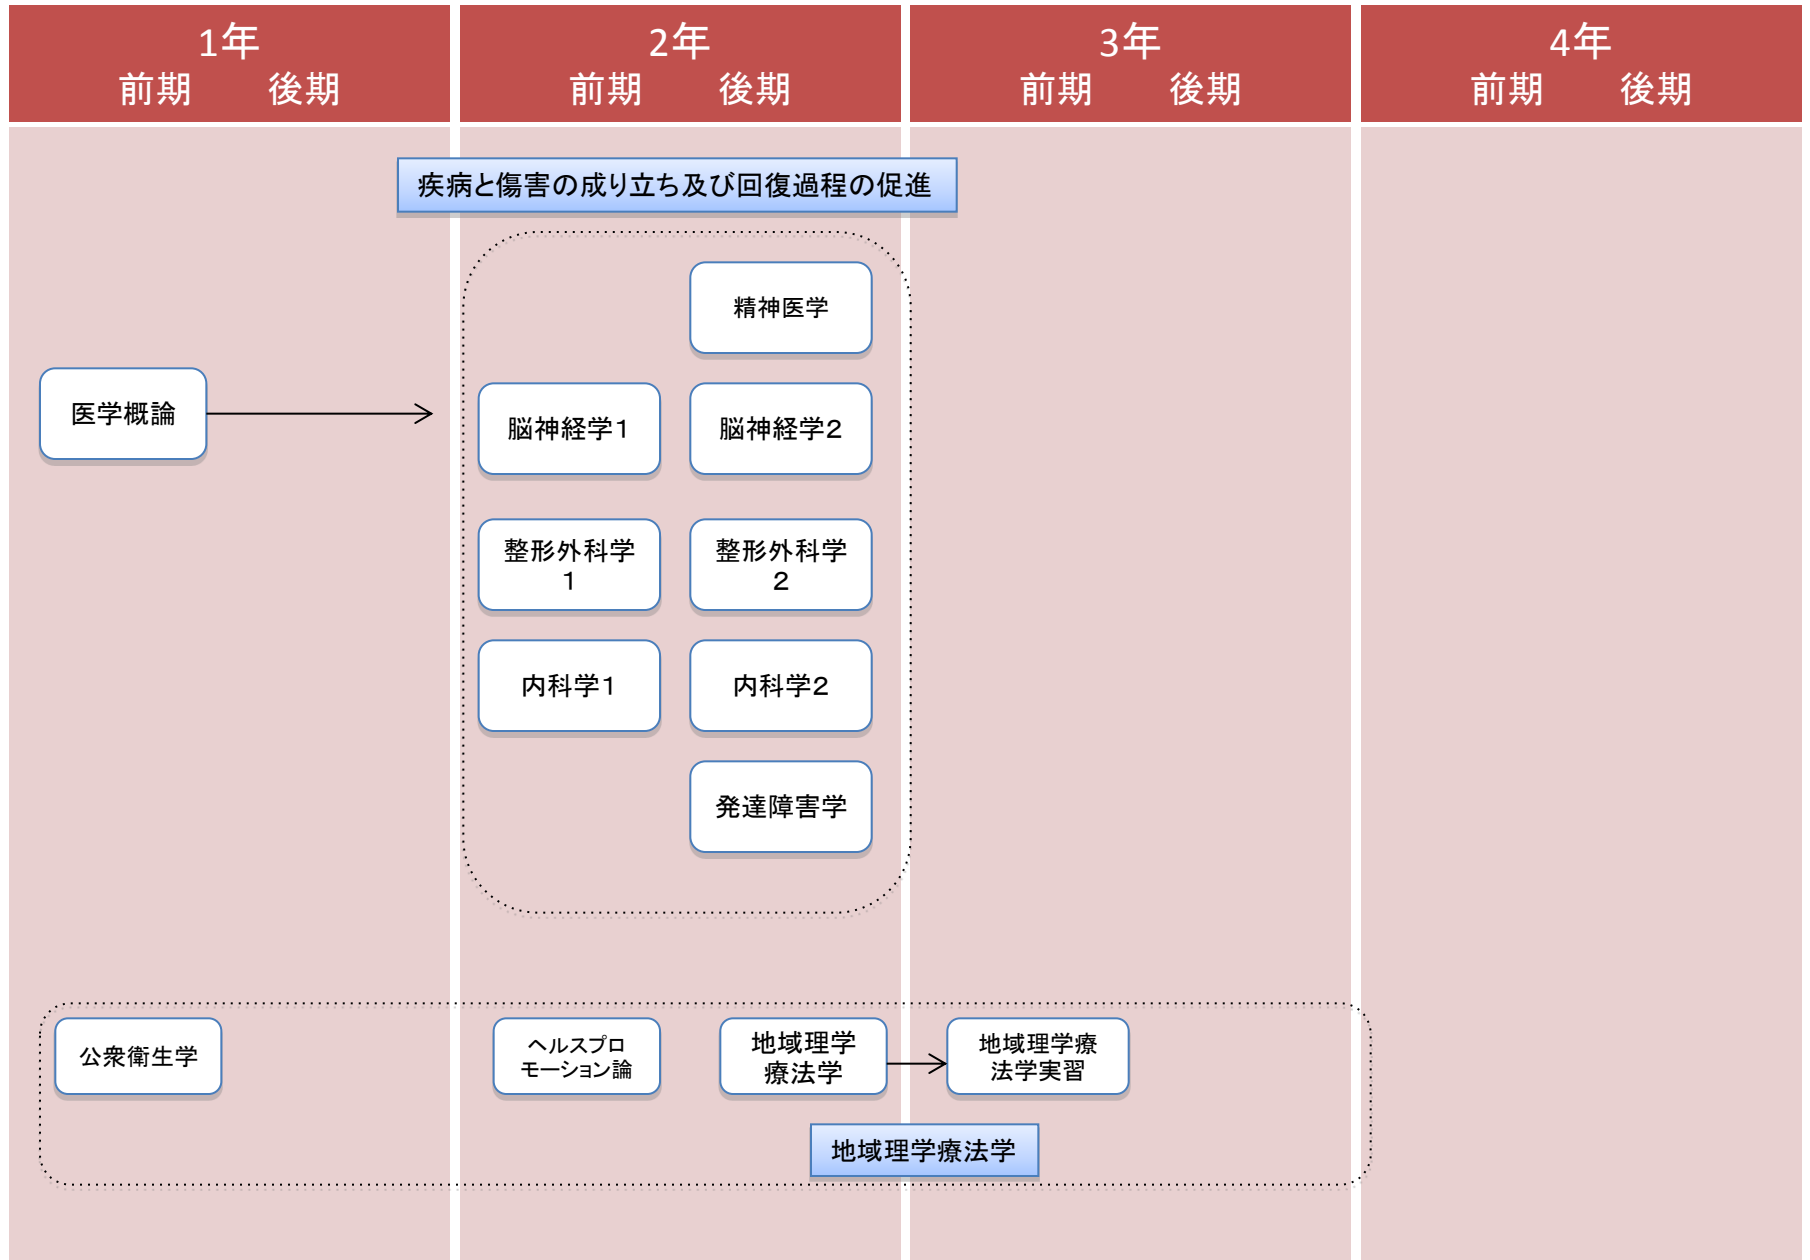 1年
前期 後期
2年
前期 後期
3年
前期 後期
4年
前期 後期
疾病と傷害の成り立ち及び回復過程の促進
精神医学
医学概論
脳神経学1
脳神経学2
整形外科学
1
整形外科学
2
内科学1
内科学2
発達障害学
公衆衛生学
ヘルスプロ
モーション論
地域理学
療法学
地域理学療
法学実習
地域理学療法学